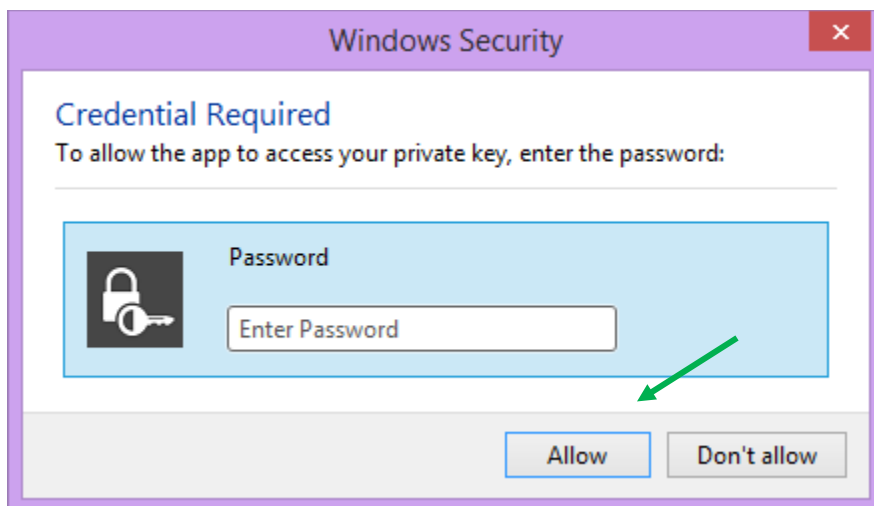 Windows Security
Credential Required
To allow the app to access your private key, enter the password:
Password
Enter Password
Allow
Don't allow